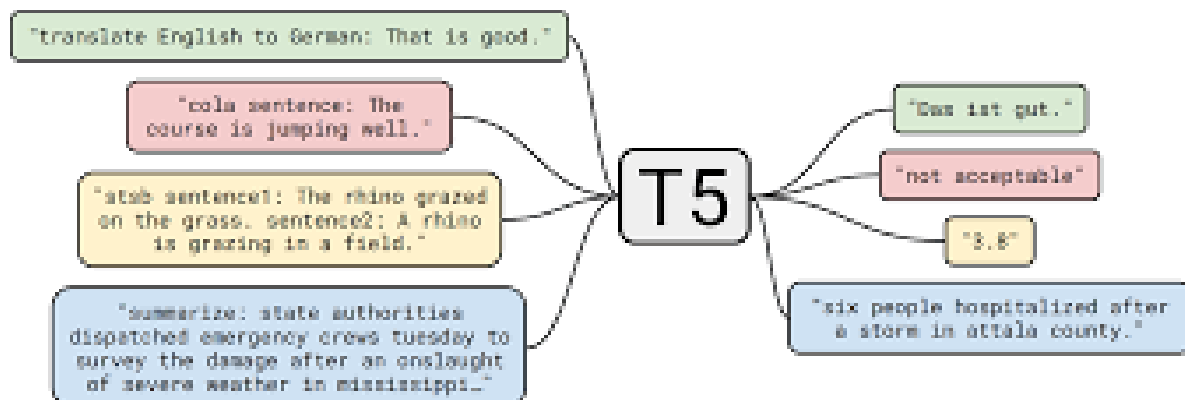 "translate English to German: That is good."
"cola sentence: The
course is jumping well."
"stsb sentence1: The rhino grazed
on the grass. sentence2: A rhino
is grazing in a field."
"summarize: state authorities
dispatched emergency crews tuesday to
survey the damage after an onslaught
of severe weather in mississippi…"
T5
"Das ist gut."
"not acceptable"
"3.8"
"six people hospitalized after
a storm in attala county."